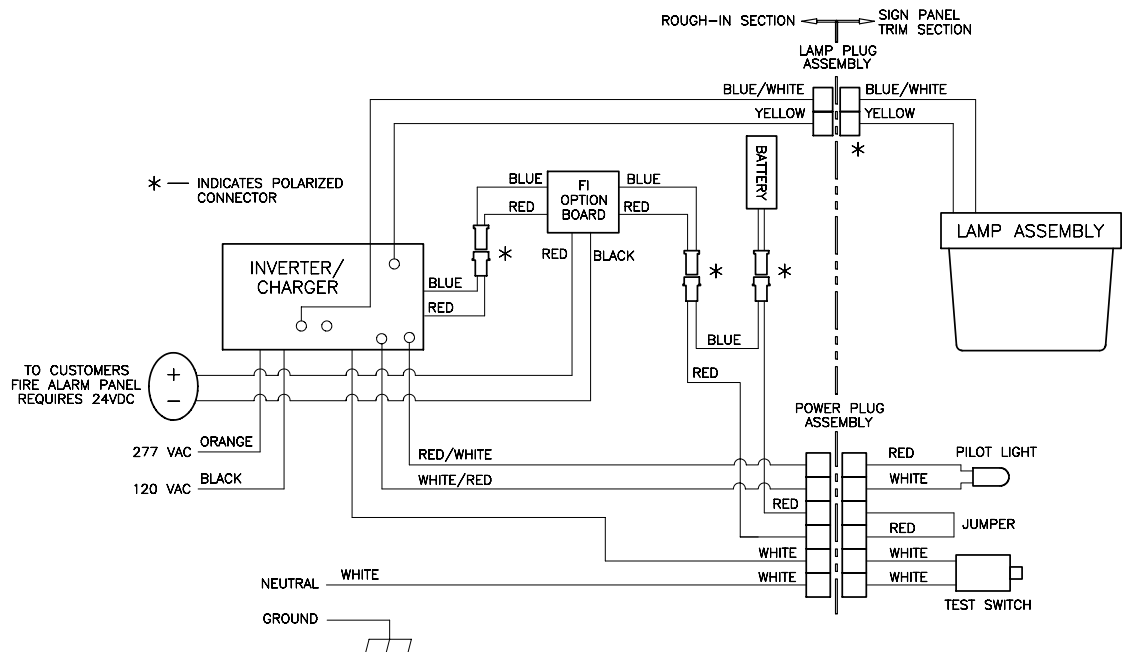 ROUGH-IN SECTION
SIGN PANEL
TRIM SECTION
LAMP PLUG
ASSEMBLY
BLUE/WHITE
BLUE/WHITE
YELLOW
YELLOW
*
BATTERY
* — INDICATES POLARIZED
CONNECTOR
BLUE
FI
OPTION
BOARD
BLUE
RED
RED
LAMP ASSEMBLY
RED
BLACK
*
*
*
INVERTER/
CHARGER
BLUE
RED
BLUE
RED
TO CUSTOMERS
FIRE ALARM PANEL
REQUIRES 24VDC
+
−
POWER PLUG
ASSEMBLY
277 VAC
ORANGE
RED/WHITE
RED
PILOT LIGHT
120 VAC
BLACK
WHITE/RED
WHITE
RED
RED
JUMPER
WHITE
WHITE
NEUTRAL
WHITE
WHITE
WHITE
TEST SWITCH
GROUND